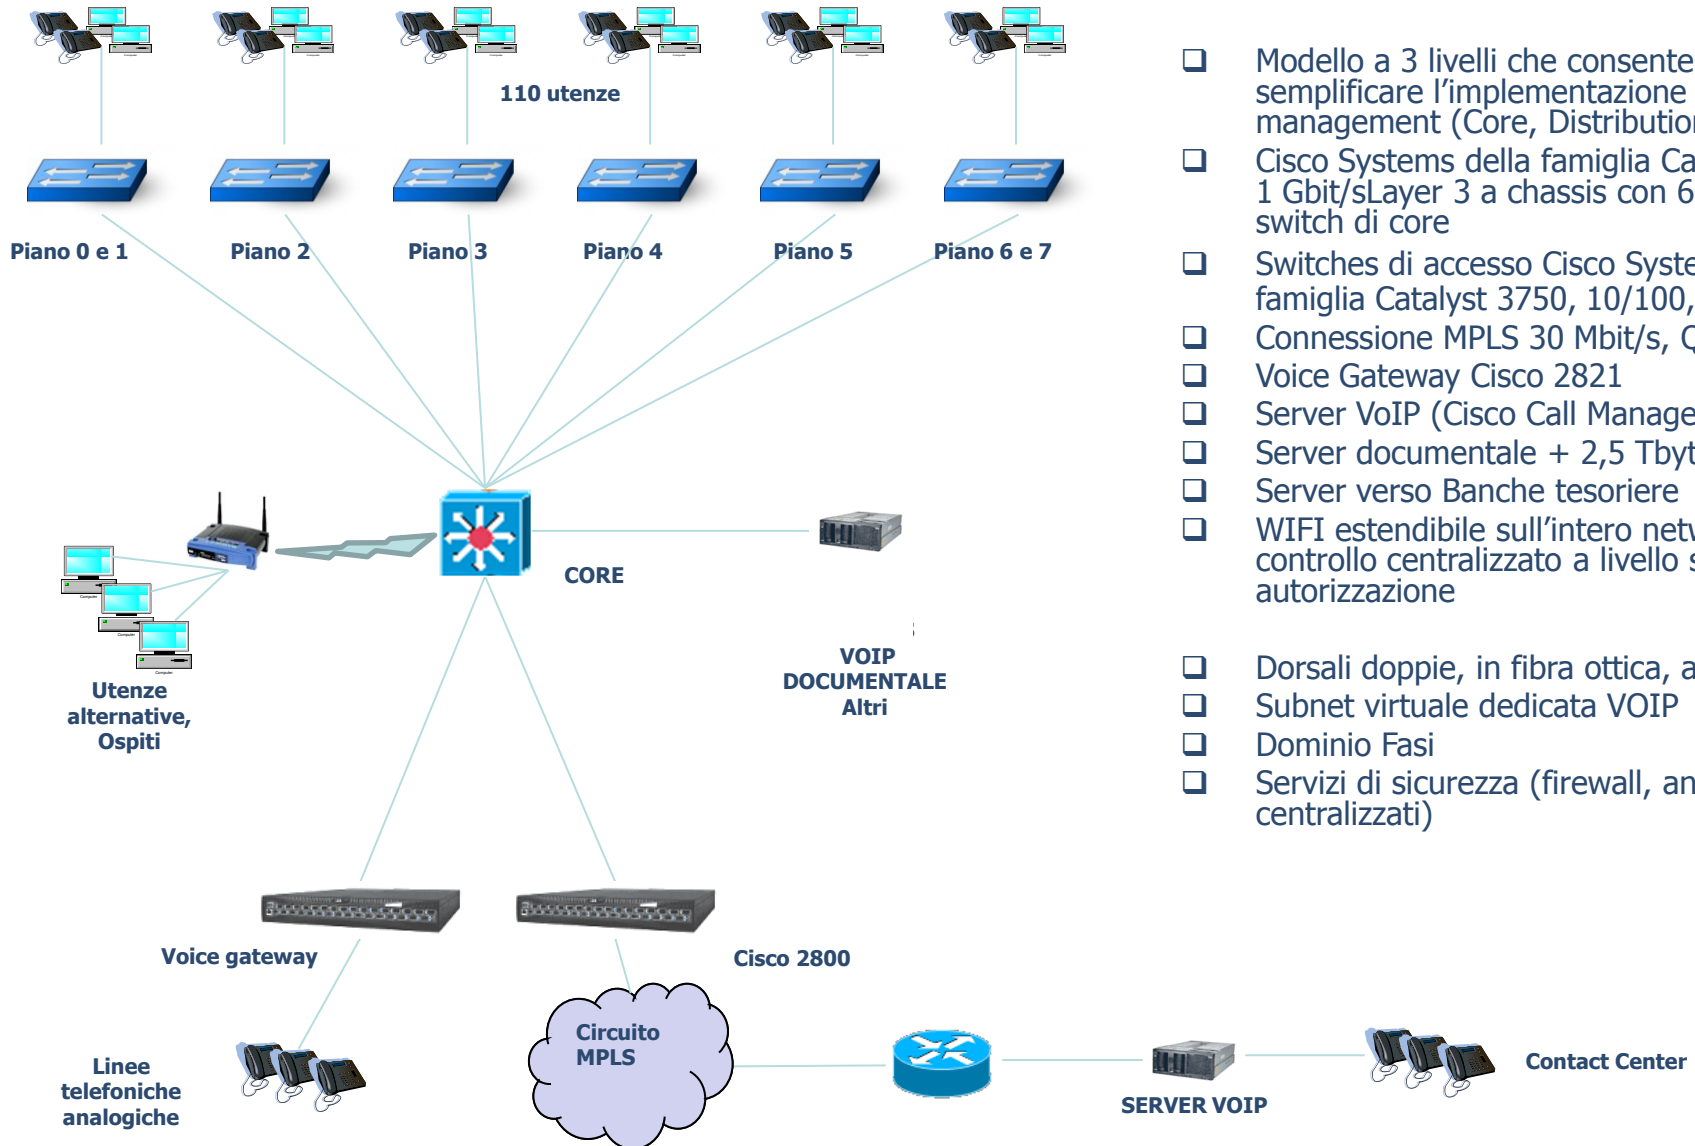 110 utenze
Piano 0 e 1
Piano 2
Piano 3
Piano 4
Piano 5
Piano 6 e 7
CORE
VOIP
DOCUMENTALE
Altri
Utenze
alternative,
Ospiti
Voice gateway
Cisco 2800
Circuito
MPLS
Linee
telefoniche
analogiche
SERVER VOIP
Contact Center
❑ Modello a 3 livelli che consente
semplificare l’implementazione
management (Core, Distribution
❑ Cisco Systems della famiglia Ca
1 Gbit/sLayer 3 a chassis con 6
switch di core
❑ Switches di accesso Cisco Syste
famiglia Catalyst 3750, 10/100,
❑ Connessione MPLS 30 Mbit/s, Q
❑ Voice Gateway Cisco 2821
❑ Server VoIP (Cisco Call Manage
❑ Server documentale + 2,5 Tbyt
❑ Server verso Banche tesoriere
❑ WIFI estendibile sull’intero netw
controllo centralizzato a livello s
autorizzazione
❑ Dorsali doppie, in fibra ottica, a
❑ Subnet virtuale dedicata VOIP
❑ Dominio Fasi
❑ Servizi di sicurezza (firewall, an
centralizzati)